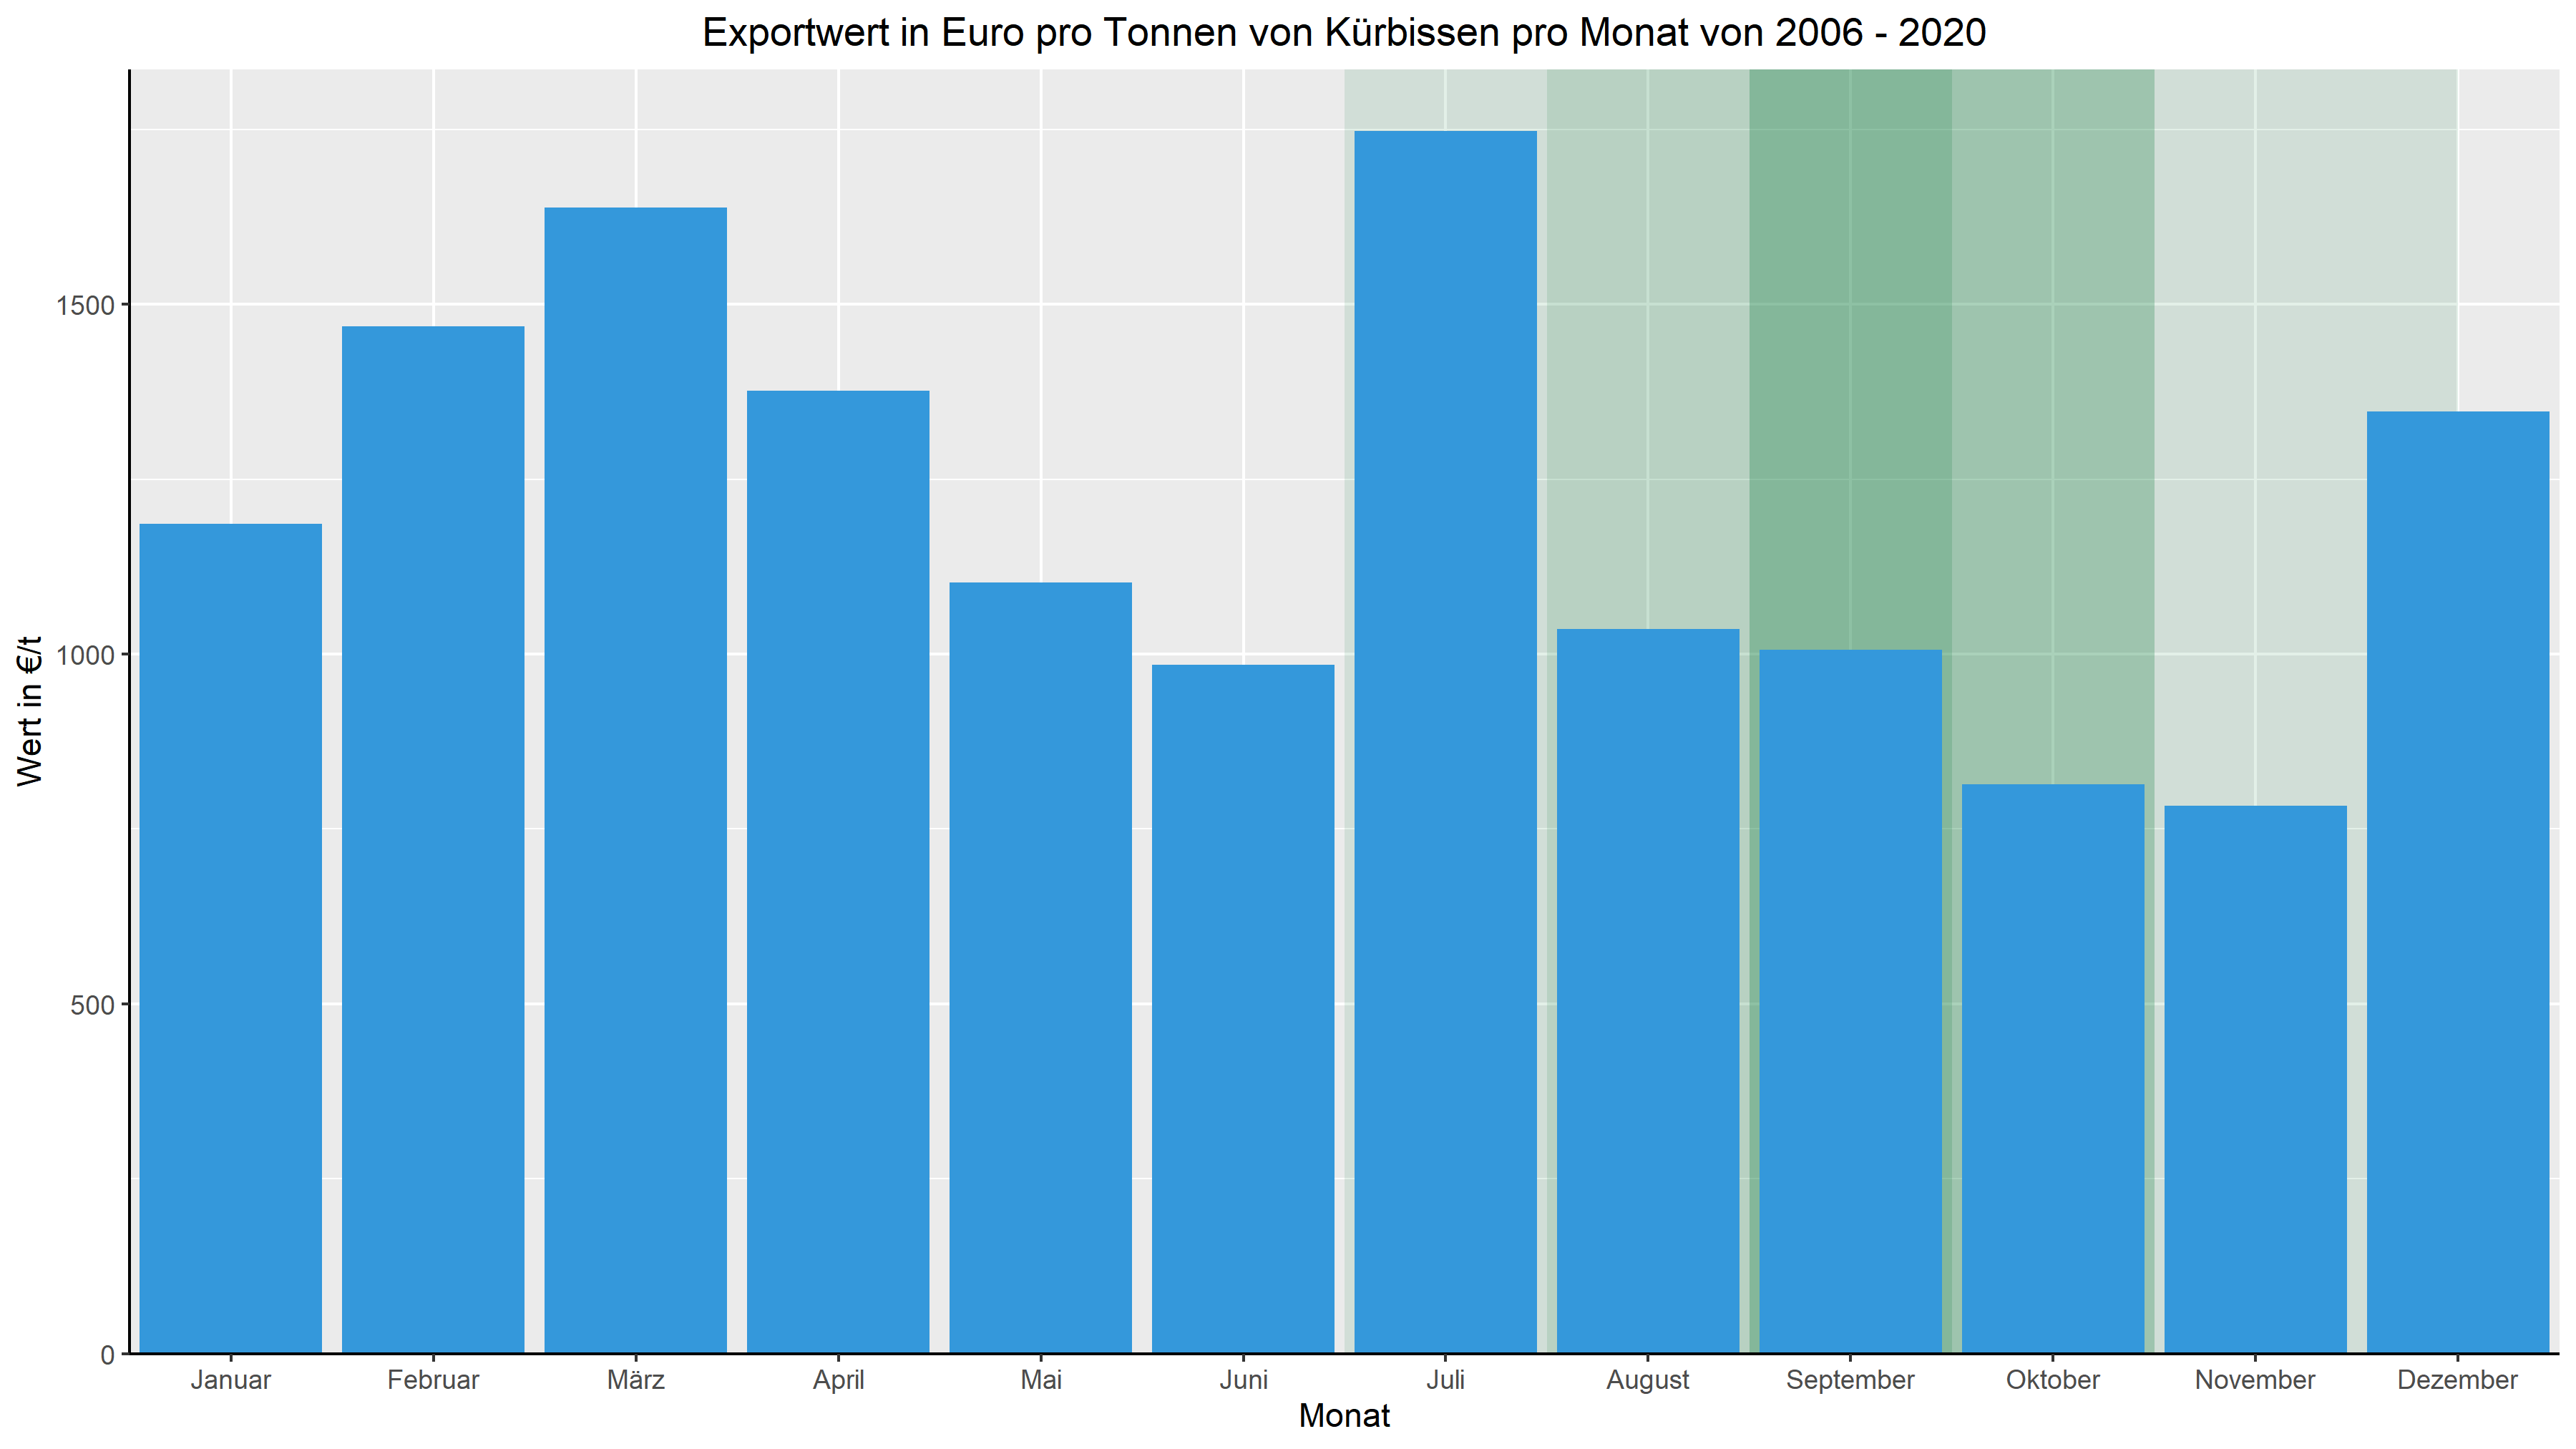 Exportwert in Euro pro Tonnen von Kürbissen pro Monat von 2006 - 2020
Wert in €/t
1500
1000
500
0
Januar Februar März April Mai Juni Juli August September Oktober November Dezember
Monat